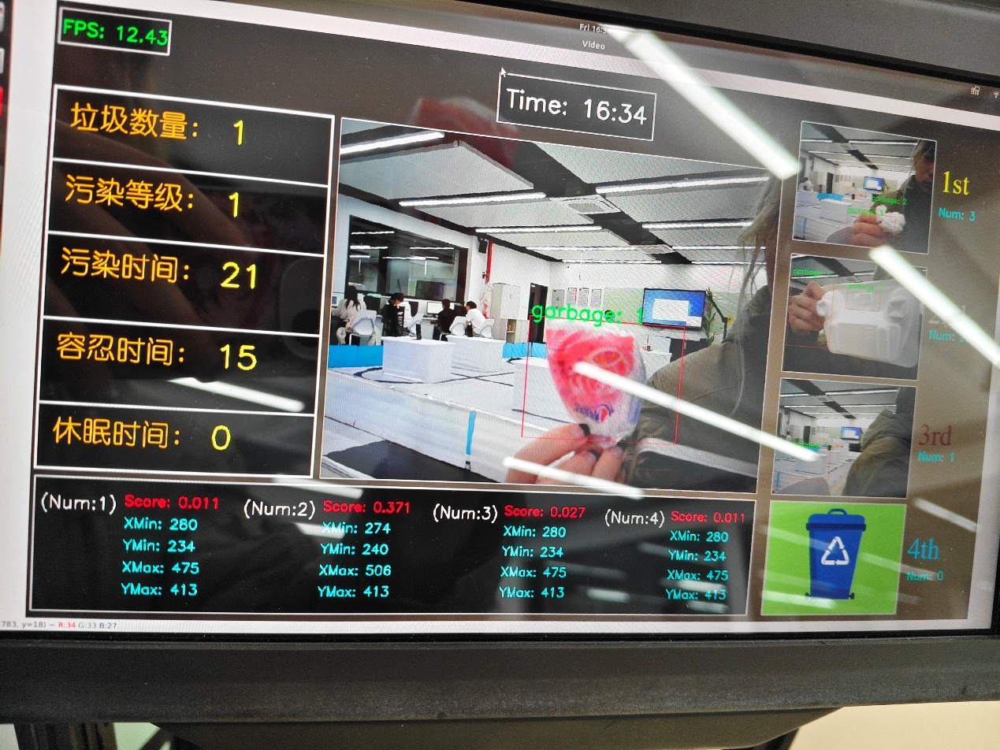 FPS: 12.43
Fri 16:3
Video
Time: 16:34
垃圾数量: 1
污染等级: 1
污染时间: 21
容忍时间: 15
休眠时间: 0
garbage: 1
garbage: 2
1st
Num: 3
garbage:
Num:
3rd
Num: 1
4th
Num: 0
(Num:1) Score: 0.011
XMin: 280
YMin: 234
XMax: 475
YMax: 413
(Num:2) Score: 0.371
XMin: 274
YMin: 240
XMax: 506
YMax: 413
(Num:3) Score: 0.027
XMin: 280
YMin: 234
XMax: 475
YMax: 413
(Num:4) Score: 0.011
XMin: 280
YMin: 234
XMax: 475
YMax: 413
783, y=18) ~ R:34 G:33 B:27